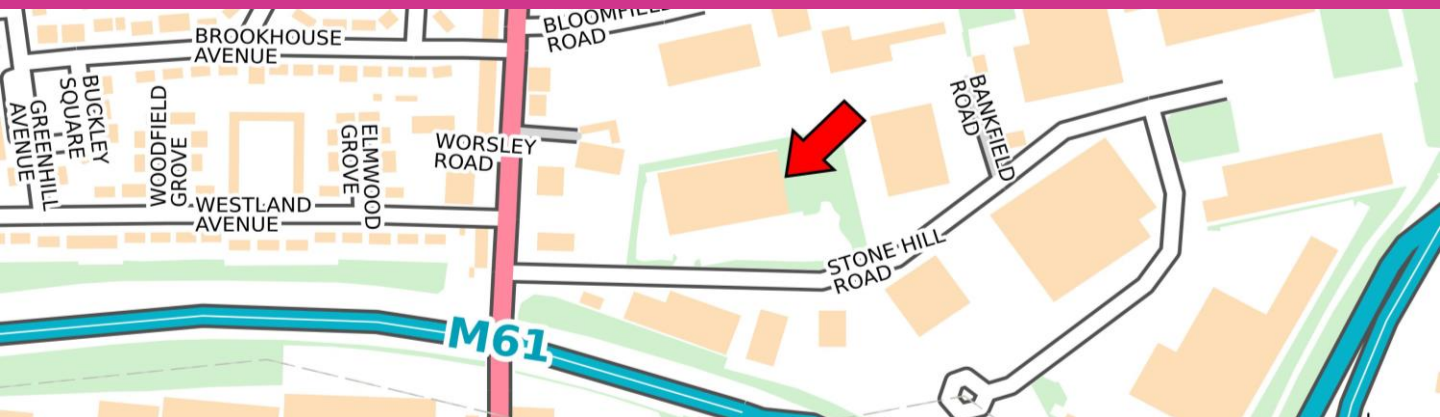 BLOOMFIELD
ROAD
BROOKHOUSE
AVENUE
BUCKLEY
SQUARE
GREENHILL
AVENUE
WOODFIELD
GROVE
ELMWOOD
GROVE
WORSLEY
ROAD
BANKFIELD
ROAD
WESTLAND
AVENUE
STONE HILL
ROAD
M61